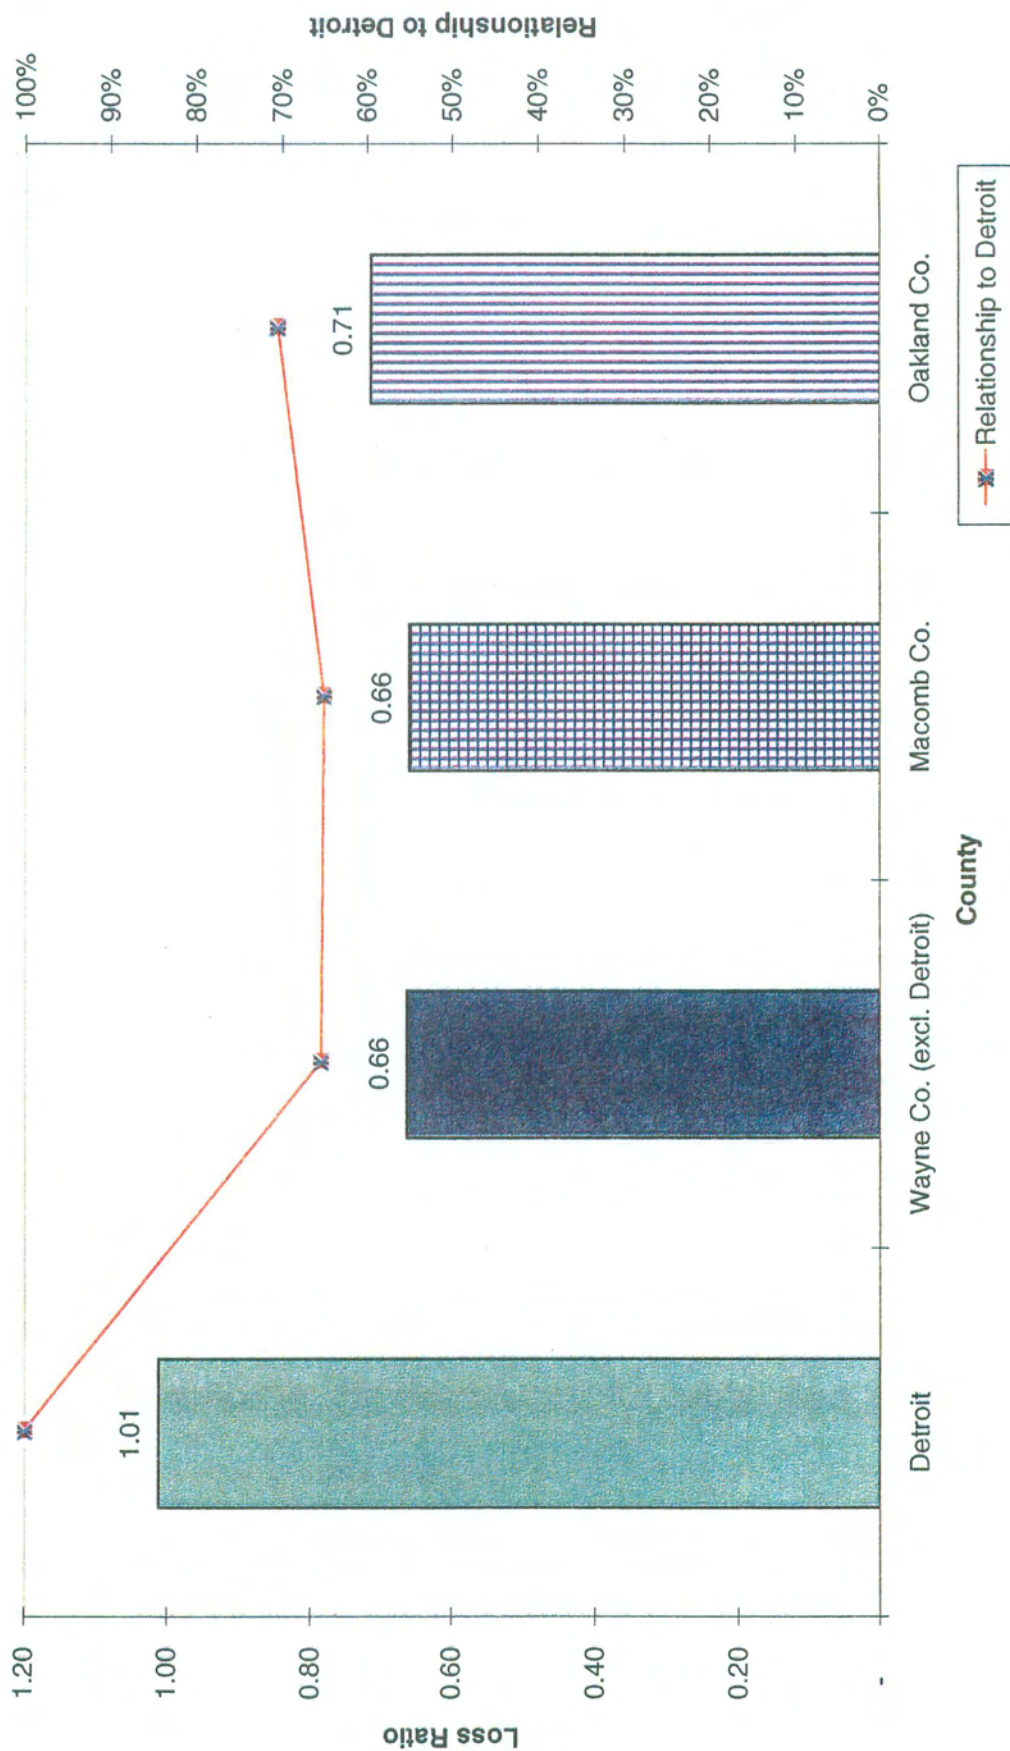 1.20
1.00
0.80
0.60
0.40
0.20
-
Loss Ratio
1.01
0.66
0.66
0.71
100%
90%
80%
70%
60%
50%
40%
30%
20%
10%
0%
Relationship to Detroit
Detroit
Wayne Co. (excl. Detroit)
Macomb Co.
Oakland Co.
County
Relationship to Detroit